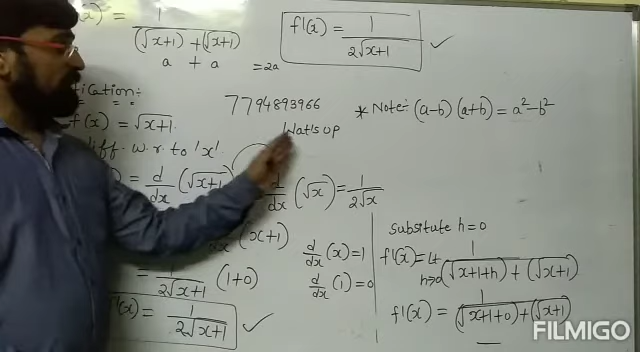 (x) = 1 / (√x+1) + (√x+1)
a + a = 2a
f'(x) = 1 / 2√x+1 ✓
ication:
f(x) = √x+1.
diff. w.r. to 'x'.
) = d/dx (√x+1)
d/dx (√x) = 1 / 2√x
(x+1)
= 1 / 2√x+1 (1+0)
d/dx (x) = 1
d/dx (1) = 0
'(x) = 1 / 2√x+1 ✓
7794893966
Wat's up
* Note:- (a-b) (a+b) = a²-b²
substitute h=0
f'(x) = Lt h→0 1 / (√x+1+h) + (√x+1)
f'(x) = 1 / (√x+1+0) + (√x+1)
FILMIGO